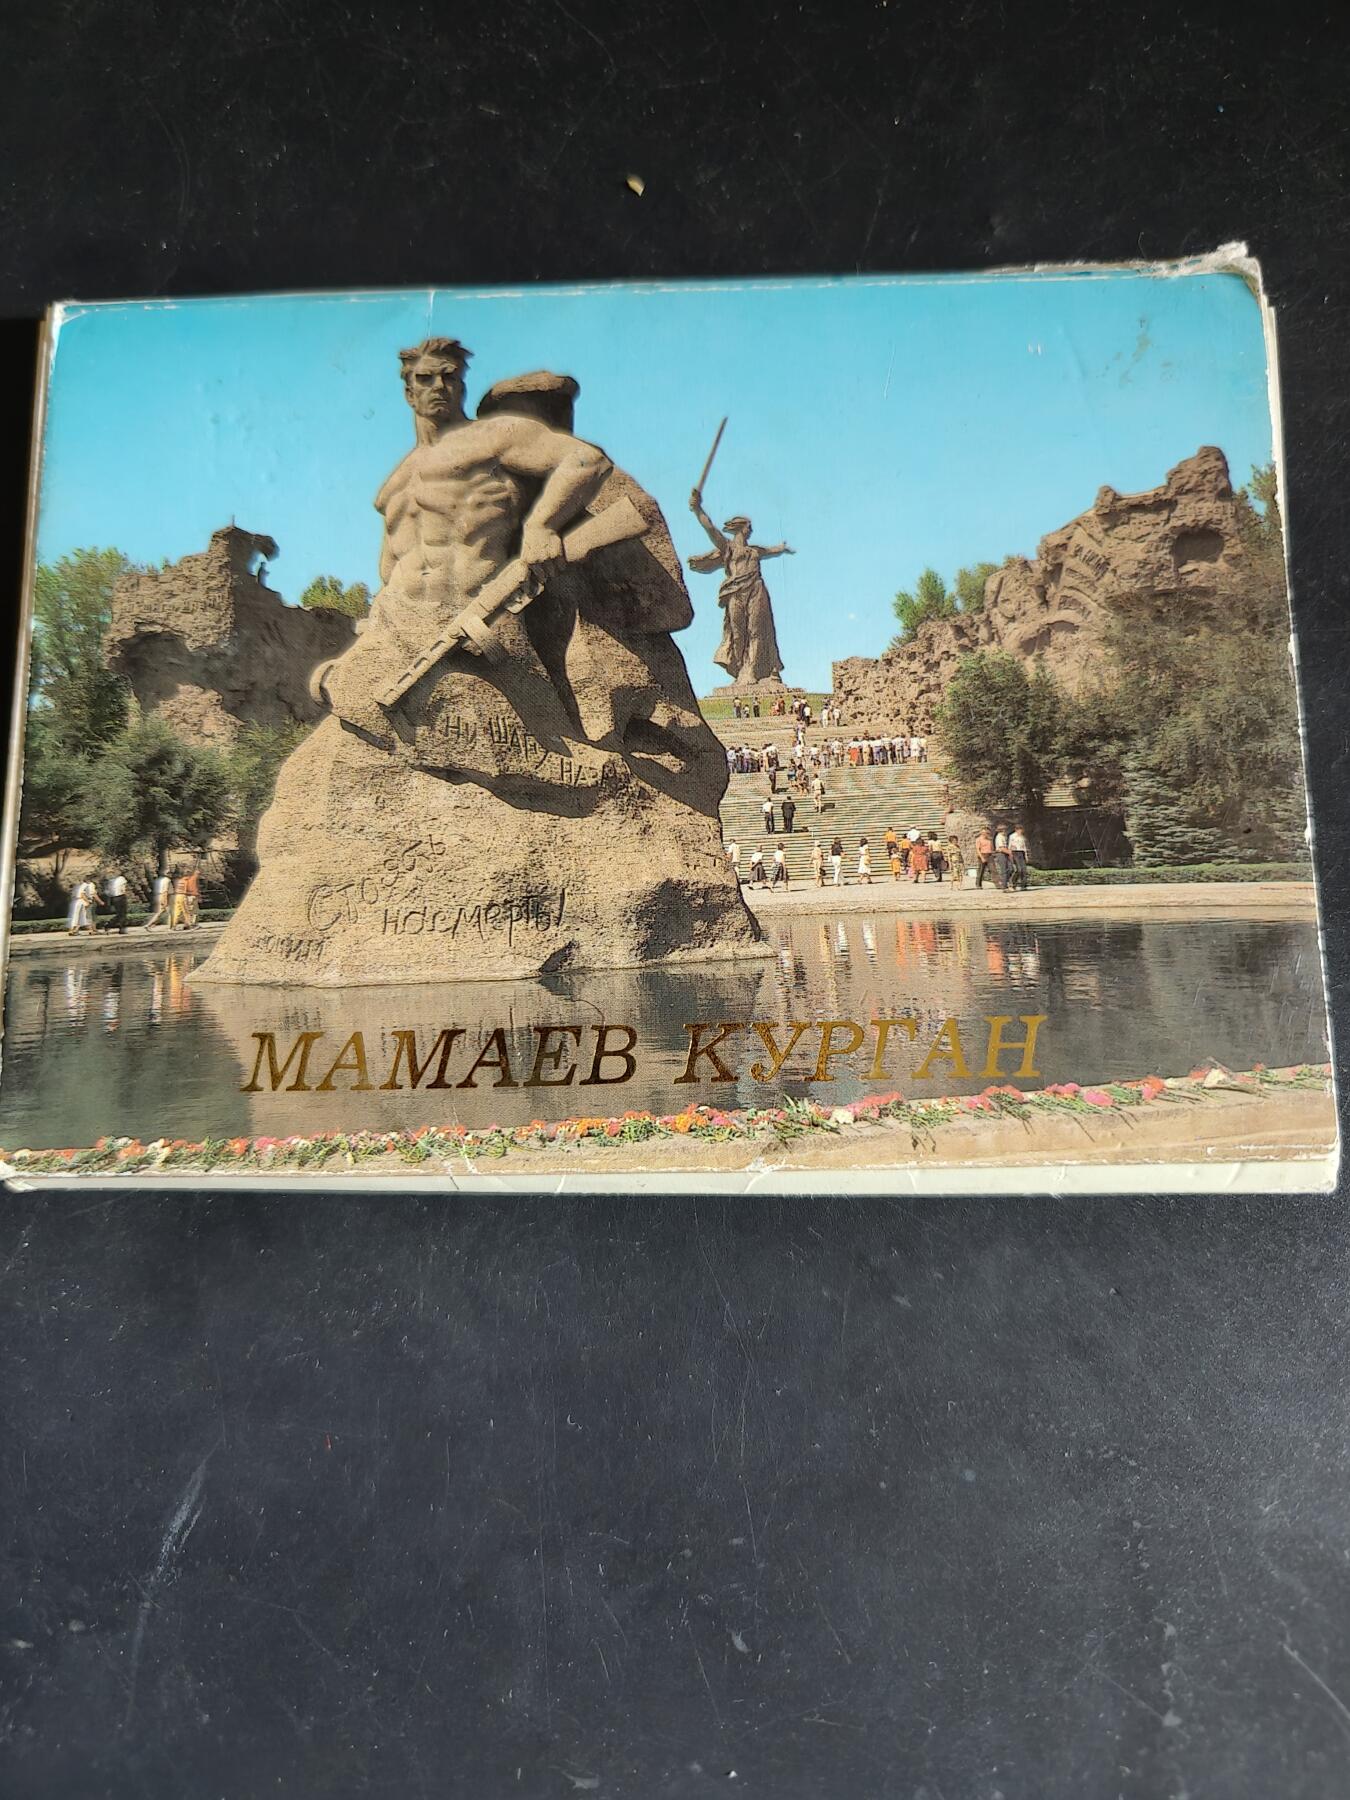 НИ ШАГУ НАЗАД
Стоять
насмерть!
МАМАЕВ КУРГАН